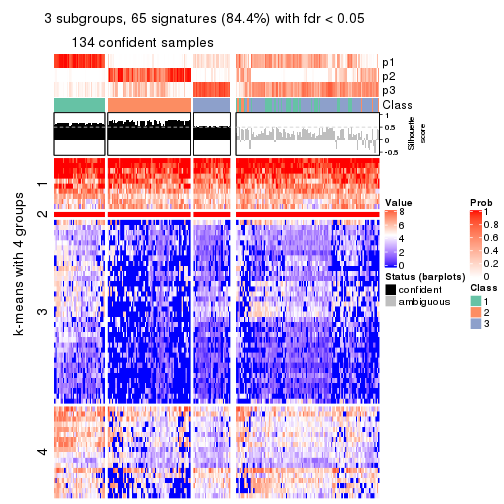 3 subgroups, 65 signatures (84.4%) with fdr < 0.05
134 confident samples
p1
p2
p3
Class
1
0.5
0
-0.5
Silhouette
score
k-means with 4 groups
1
2
3
4
Value
8
6
4
2
0
Status (barplots)
confident
ambiguous
Prob
1
0.8
0.6
0.4
0.2
0
Class
1
2
3